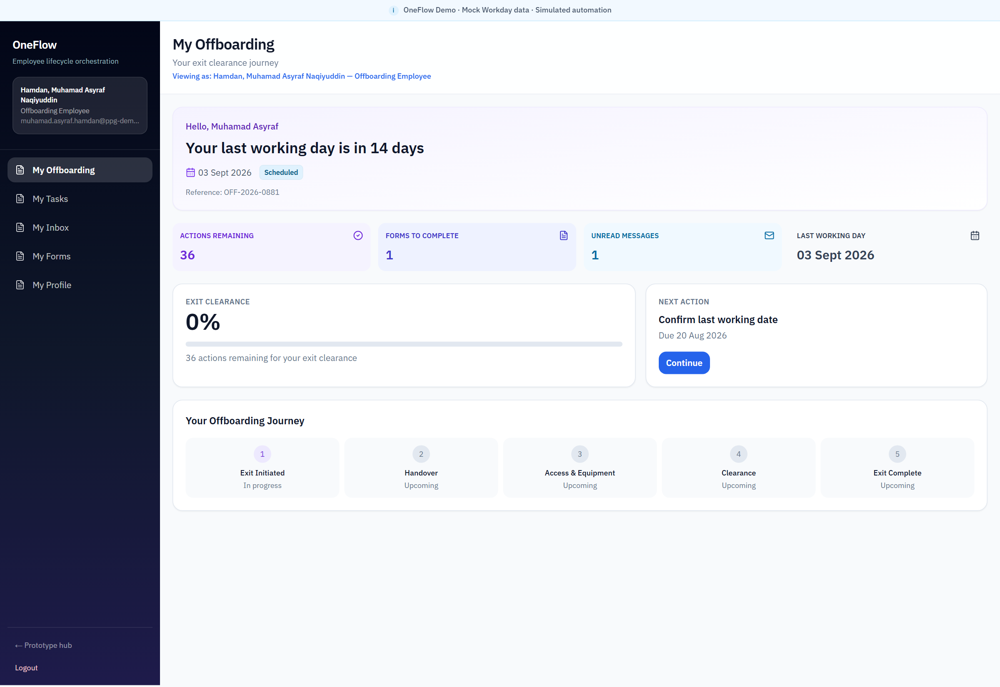 i OneFlow Demo · Mock Workday data · Simulated automation
OneFlow
Employee lifecycle orchestration
Hamdan, Muhamad Asyraf
Naqiyuddin
Offboarding Employee
muhamad.asyraf.hamdan@ppg-dem...
My Offboarding
My Tasks
My Inbox
My Forms
My Profile
← Prototype hub
Logout
My Offboarding
Your exit clearance journey
Viewing as: Hamdan, Muhamad Asyraf Naqiyuddin — Offboarding Employee
Hello, Muhamad Asyraf
Your last working day is in 14 days
03 Sept 2026 Scheduled
Reference: OFF-2026-0881
ACTIONS REMAINING
36
FORMS TO COMPLETE
1
UNREAD MESSAGES
1
LAST WORKING DAY
03 Sept 2026
EXIT CLEARANCE
0%
36 actions remaining for your exit clearance
NEXT ACTION
Confirm last working date
Due 20 Aug 2026
Continue
Your Offboarding Journey
1
Exit Initiated
In progress
2
Handover
Upcoming
3
Access & Equipment
Upcoming
4
Clearance
Upcoming
5
Exit Complete
Upcoming